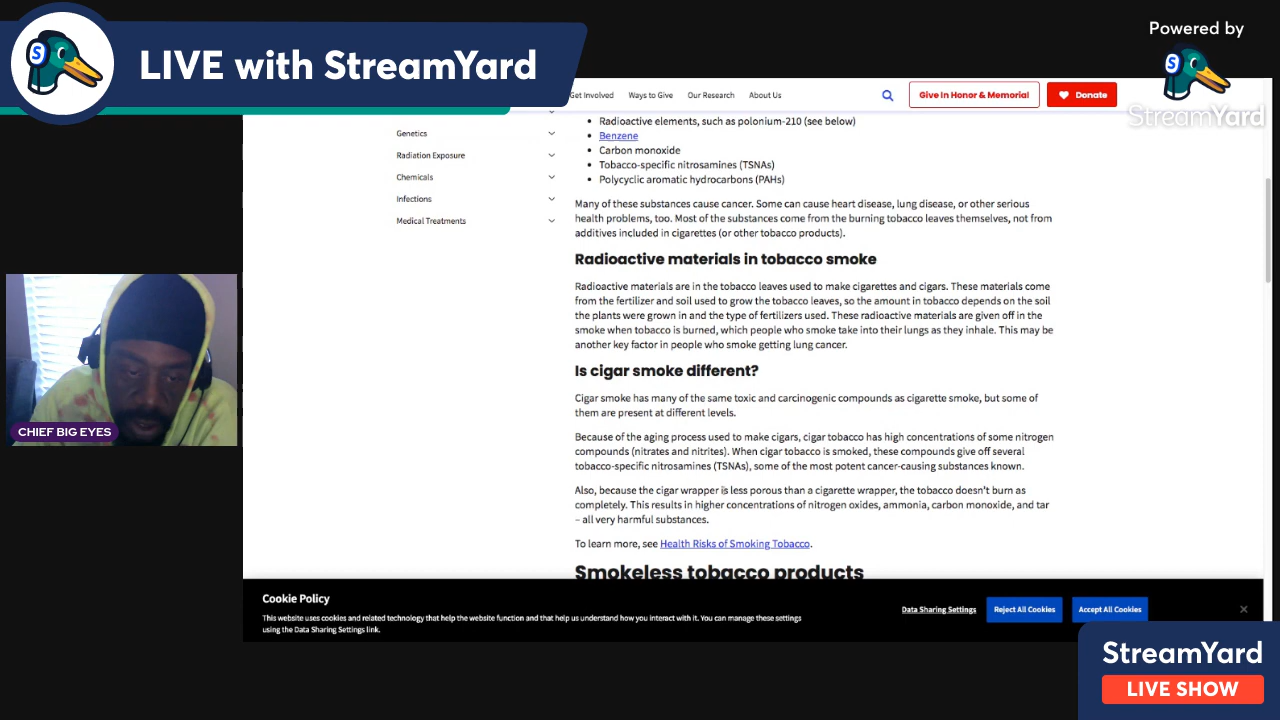 LIVE with StreamYard
Powered by
StreamYard
Get Involved
Ways to Give
Our Research
About Us
Give In Honor & Memorial
Donate
Genetics
Radiation Exposure
Chemicals
Infections
Medical Treatments
• Radioactive elements, such as polonium-210 (see below)
• Benzene
• Carbon monoxide
• Tobacco-specific nitrosamines (TSNAs)
• Polycyclic aromatic hydrocarbons (PAHs)
Many of these substances cause cancer. Some can cause heart disease, lung disease, or other serious
health problems, too. Most of the substances come from the burning tobacco leaves themselves, not from
additives included in cigarettes (or other tobacco products).
Radioactive materials in tobacco smoke
Radioactive materials are in the tobacco leaves used to make cigarettes and cigars. These materials come
from the fertilizer and soil used to grow the tobacco leaves, so the amount in tobacco depends on the soil
the plants were grown in and the type of fertilizers used. These radioactive materials are given off in the
smoke when tobacco is burned, which people who smoke take into their lungs as they inhale. This may be
another key factor in people who smoke getting lung cancer.
Is cigar smoke different?
Cigar smoke has many of the same toxic and carcinogenic compounds as cigarette smoke, but some of
them are present at different levels.
Because of the aging process used to make cigars, cigar tobacco has high concentrations of some nitrogen
compounds (nitrates and nitrites). When cigar tobacco is smoked, these compounds give off several
tobacco-specific nitrosamines (TSNAs), some of the most potent cancer-causing substances known.
Also, because the cigar wrapper is less porous than a cigarette wrapper, the tobacco doesn't burn as
completely. This results in higher concentrations of nitrogen oxides, ammonia, carbon monoxide, and tar
– all very harmful substances.
To learn more, see Health Risks of Smoking Tobacco.
Smokeless tobacco products
CHIEF BIG EYES
Cookie Policy
This website uses cookies and related technology that help the website function and that help us understand how you interact with it. You can manage these settings
using the Data Sharing Settings link.
Data Sharing Settings
Reject All Cookies
Accept All Cookies
StreamYard
LIVE SHOW